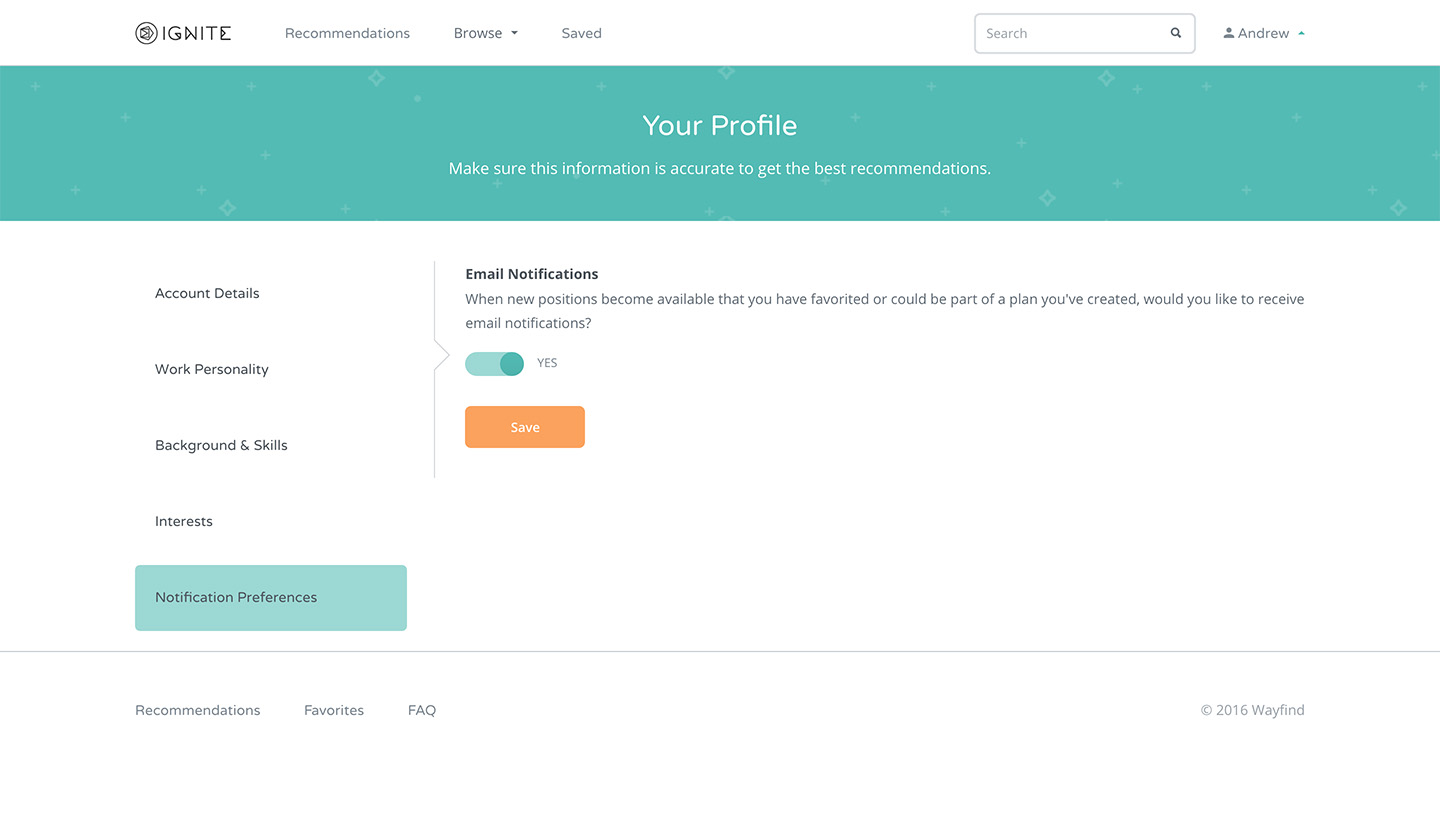 IGNITE
Recommendations
Browse
Saved
Search
Andrew
Your Profile
Make sure this information is accurate to get the best recommendations.
Account Details
Work Personality
Background & Skills
Interests
Notification Preferences
Email Notifications
When new positions become available that you have favorited or could be part of a plan you've created, would you like to receive
email notifications?
YES
Save
Recommendations
Favorites
FAQ
© 2016 Wayfind